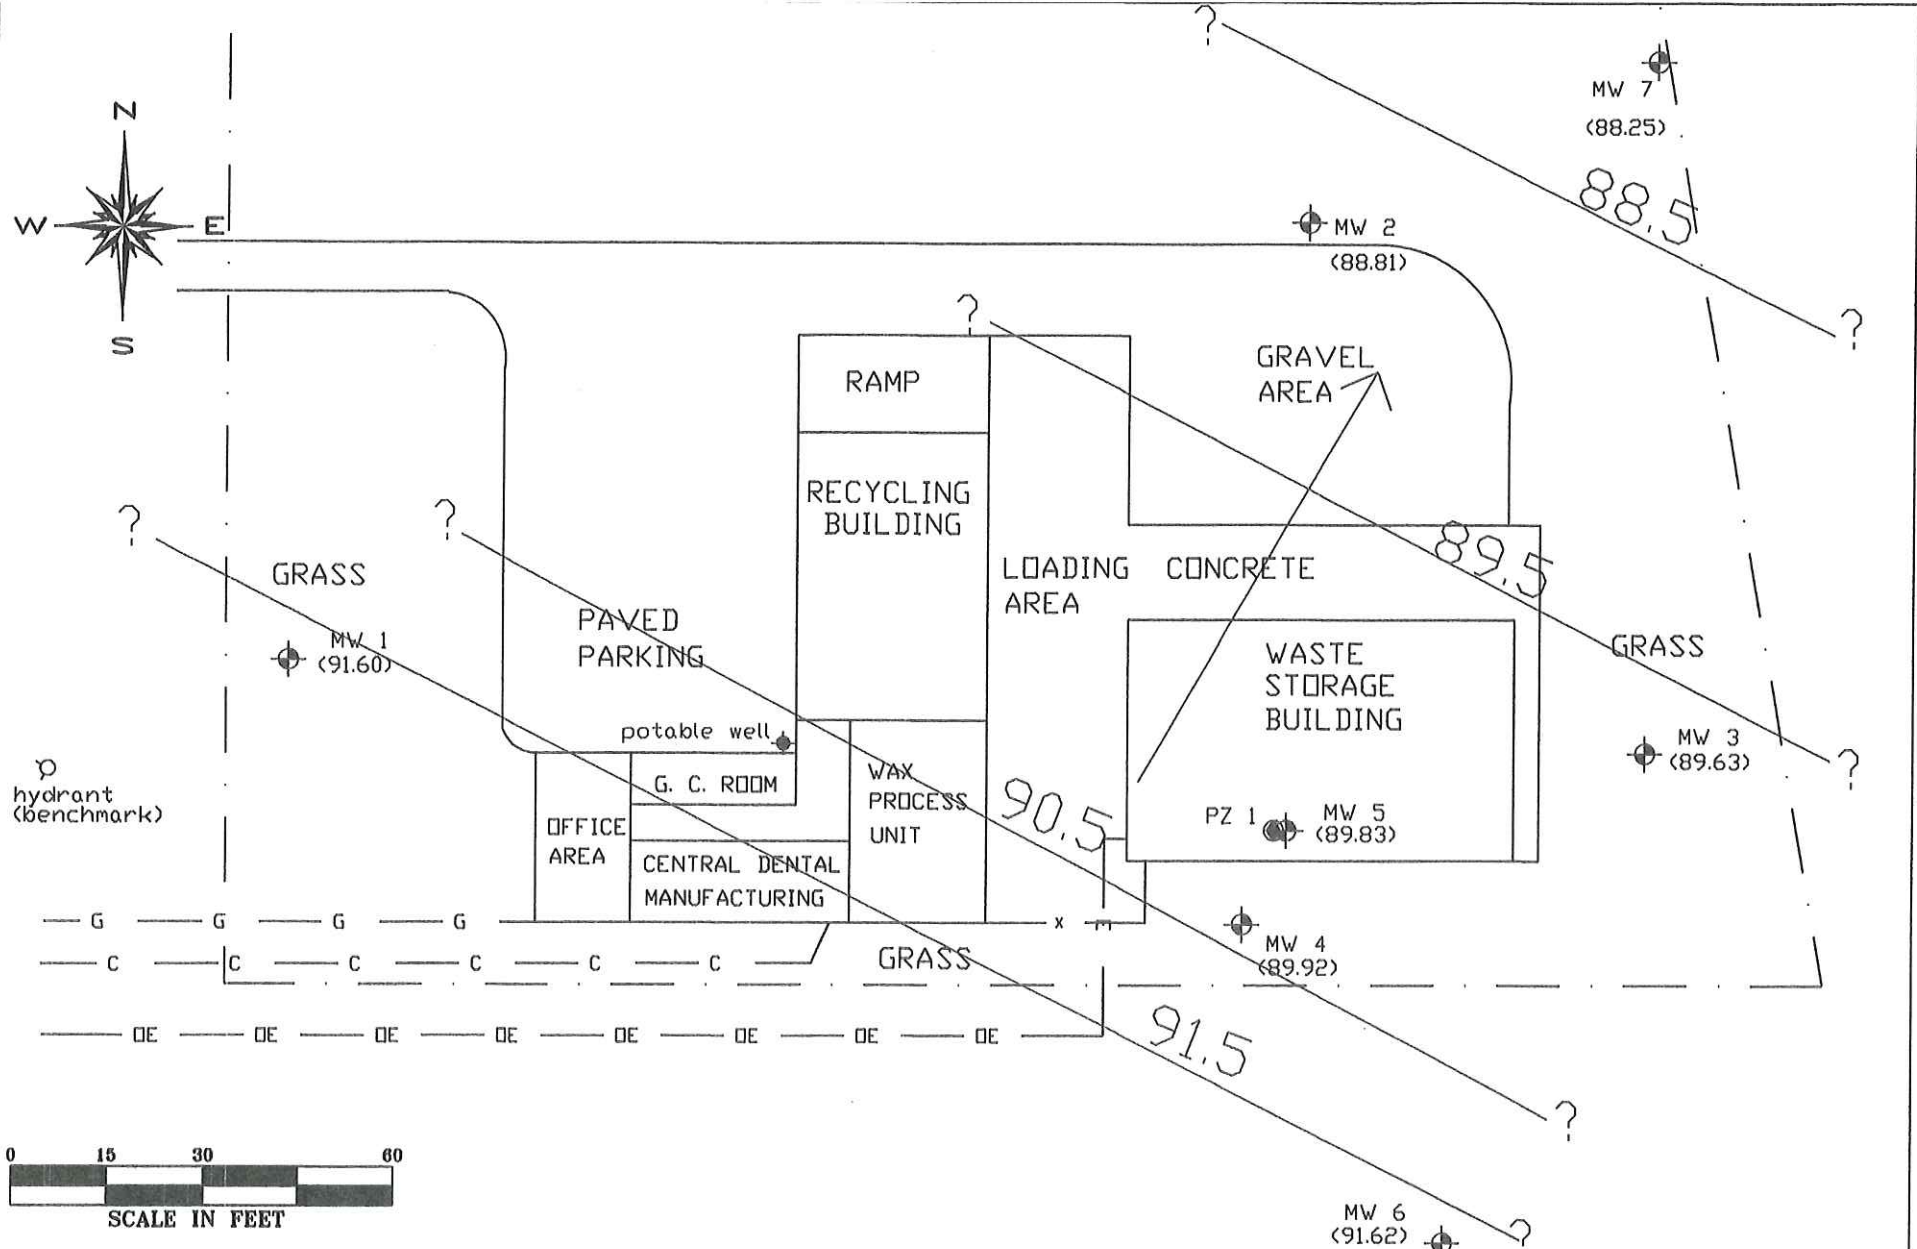 ?
MW 7
(88.25)
N
88.5
W E
MW 2
(88.81)
?
?
S
GRAVEL
AREA
RAMP
RECYCLING
BUILDING
?
?
89.5
GRASS
LOADING CONCRETE
AREA
PAVED
PARKING
MW 1
(91.60)
GRASS
WASTE
STORAGE
BUILDING
potable well
MW 3
(89.63)
?
hydrant
(benchmark)
G. C. ROOM
WAX
PROCESS
UNIT
90.5
PZ 1
MW 5
(89.83)
OFFICE
AREA
CENTRAL DENTAL
MANUFACTURING
G G G G
x
E
MW 4
(89.92)
C C C C C C
GRASS
OE OE OE OE OE OE OE OE
91.5
?
0 15 30 60
SCALE IN FEET
MW 6
(91.62)
?